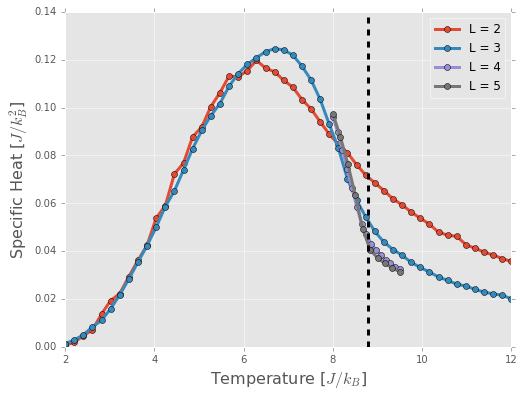 0.14
0.12
0.10
0.08
0.06
0.04
0.02
0.00
Specific Heat [J/k_B^2]
L = 2
L = 3
L = 4
L = 5
2 4 6 8 10 12
Temperature [J/k_B]